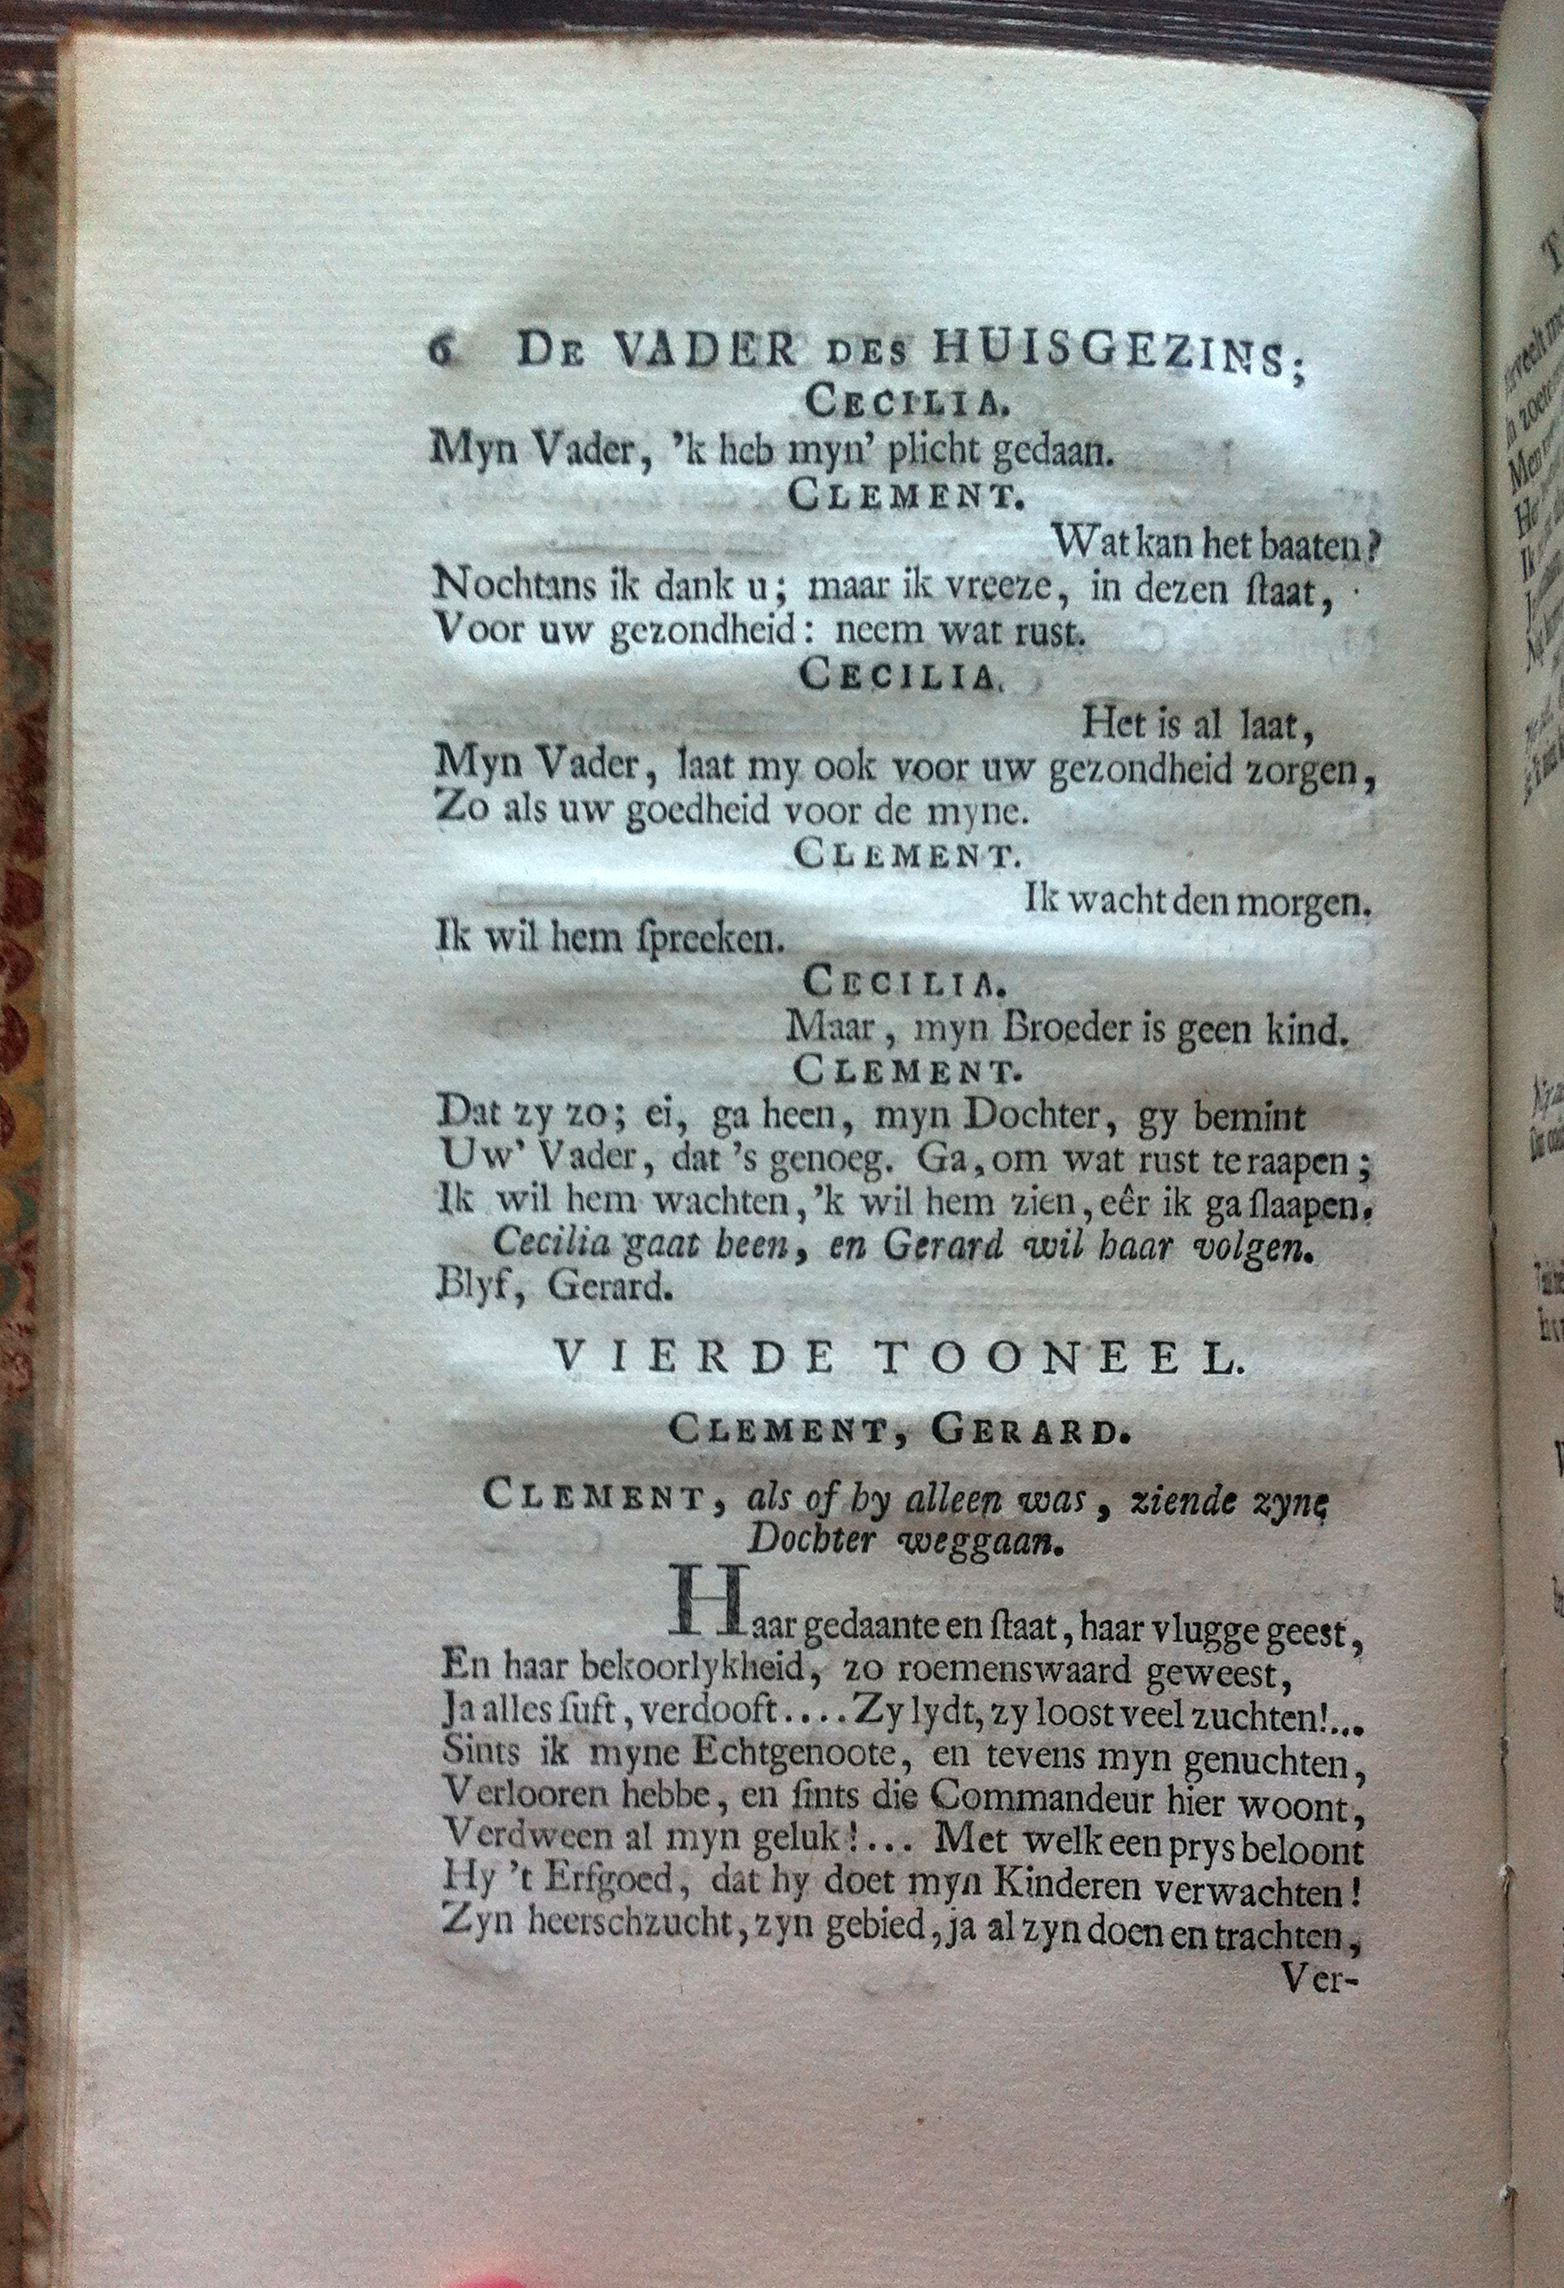 6 DE VADER DES HUISGEZINS;
CECILIA.
Myn Vader, 'k heb myn' plicht gedaan.
CLEMENT.
Wat kan het baaten?
Nochtans ik dank u; maar ik vreeze, in dezen ſtaat,
Voor uw gezondheid: neem wat rust.
CECILIA.
Het is al laat,
Myn Vader, laat my ook voor uw gezondheid zorgen,
Zo als uw goedheid voor de myne.
CLEMENT.
Ik wacht den morgen.
Ik wil hem ſpreeken.
CECILIA.
Maar, myn Broeder is geen kind.
CLEMENT.
Dat zy zo; ei, ga heen, myn Dochter, gy bemint
Uw' Vader, dat 's genoeg. Ga, om wat rust te raapen;
Ik wil hem wachten, 'k wil hem zien, eêr ik ga ſlaapen.
Cecilia gaat heen, en Gerard wil haar volgen.
Blyf, Gerard.
VIERDE TOONEEL.
CLEMENT, GERARD.
CLEMENT, als of hy alleen was, ziende zyne
Dochter weggaan.
Haar gedaante en ſtaat, haar vlugge geest,
En haar bekoorlykheid, zo roemenswaard geweest,
Ja alles ſuft, verdooft.... Zy lydt, zy loost veel zuchten!...
Sints ik myne Echtgenoote, en tevens myn genuchten,
Verlooren hebbe, en ſints die Commandeur hier woont,
Verdween al myn geluk!... Met welk een prys beloont
Hy 't Erfgoed, dat hy doet myn Kinderen verwachten!
Zyn heerschzucht, zyn gebied, ja al zyn doen en trachten,
Ver-